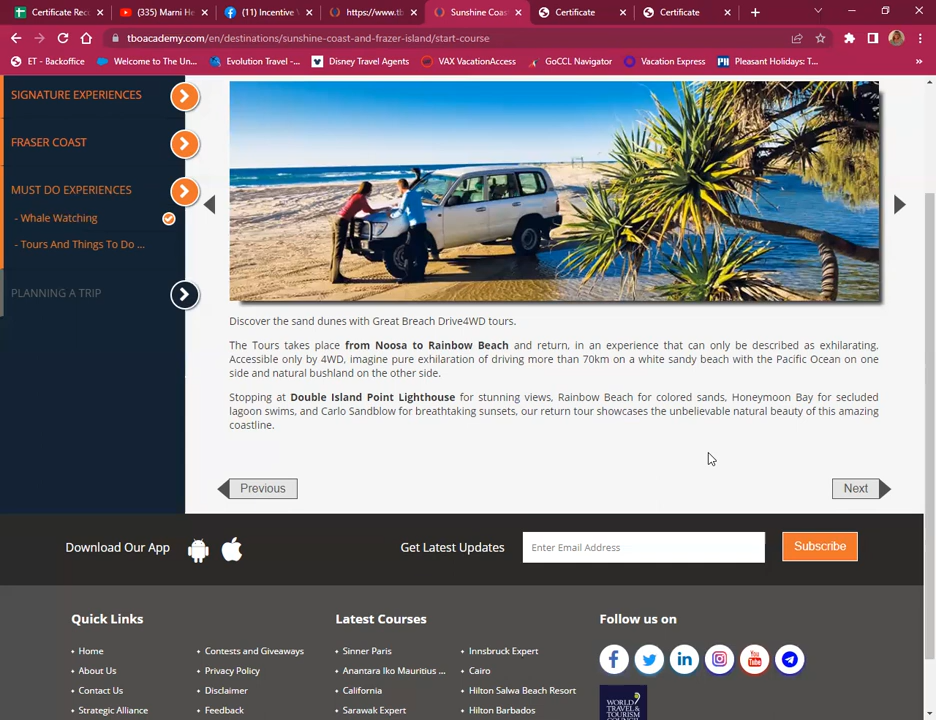 Certificate Rec
(335) Marni He
(11) Incentive V
https://www.tb
Sunshine Coas
Certificate
Certificate
tboacademy.com/en/destinations/sunshine-coast-and-frazer-island/start-course
ET - Backoffice
Welcome to The Un...
Evolution Travel -...
Disney Travel Agents
VAX VacationAccess
GoCCL Navigator
Vacation Express
Pleasant Holidays: T...
»
SIGNATURE EXPERIENCES
FRASER COAST
MUST DO EXPERIENCES
- Whale Watching
- Tours And Things To Do ...
PLANNING A TRIP
Discover the sand dunes with Great Breach Drive4WD tours.
The Tours takes place from Noosa to Rainbow Beach and return, in an experience that can only be described as exhilarating.
Accessible only by 4WD, imagine pure exhilaration of driving more than 70km on a white sandy beach with the Pacific Ocean on one
side and natural bushland on the other side.
Stopping at Double Island Point Lighthouse for stunning views, Rainbow Beach for colored sands, Honeymoon Bay for secluded
lagoon swims, and Carlo Sandblow for breathtaking sunsets, our return tour showcases the unbelievable natural beauty of this amazing
coastline.
Previous
Next
Download Our App
Get Latest Updates
Enter Email Address
Subscribe
Quick Links
Home
About Us
Contact Us
Strategic Alliance
Contests and Giveaways
Privacy Policy
Disclaimer
Feedback
Latest Courses
Sinner Paris
Anantara Iko Mauritius ...
California
Sarawak Expert
Innsbruck Expert
Cairo
Hilton Salwa Beach Resort
Hilton Barbados
Follow us on
You
Tube
WORLD
TRAVEL &
TOURISM